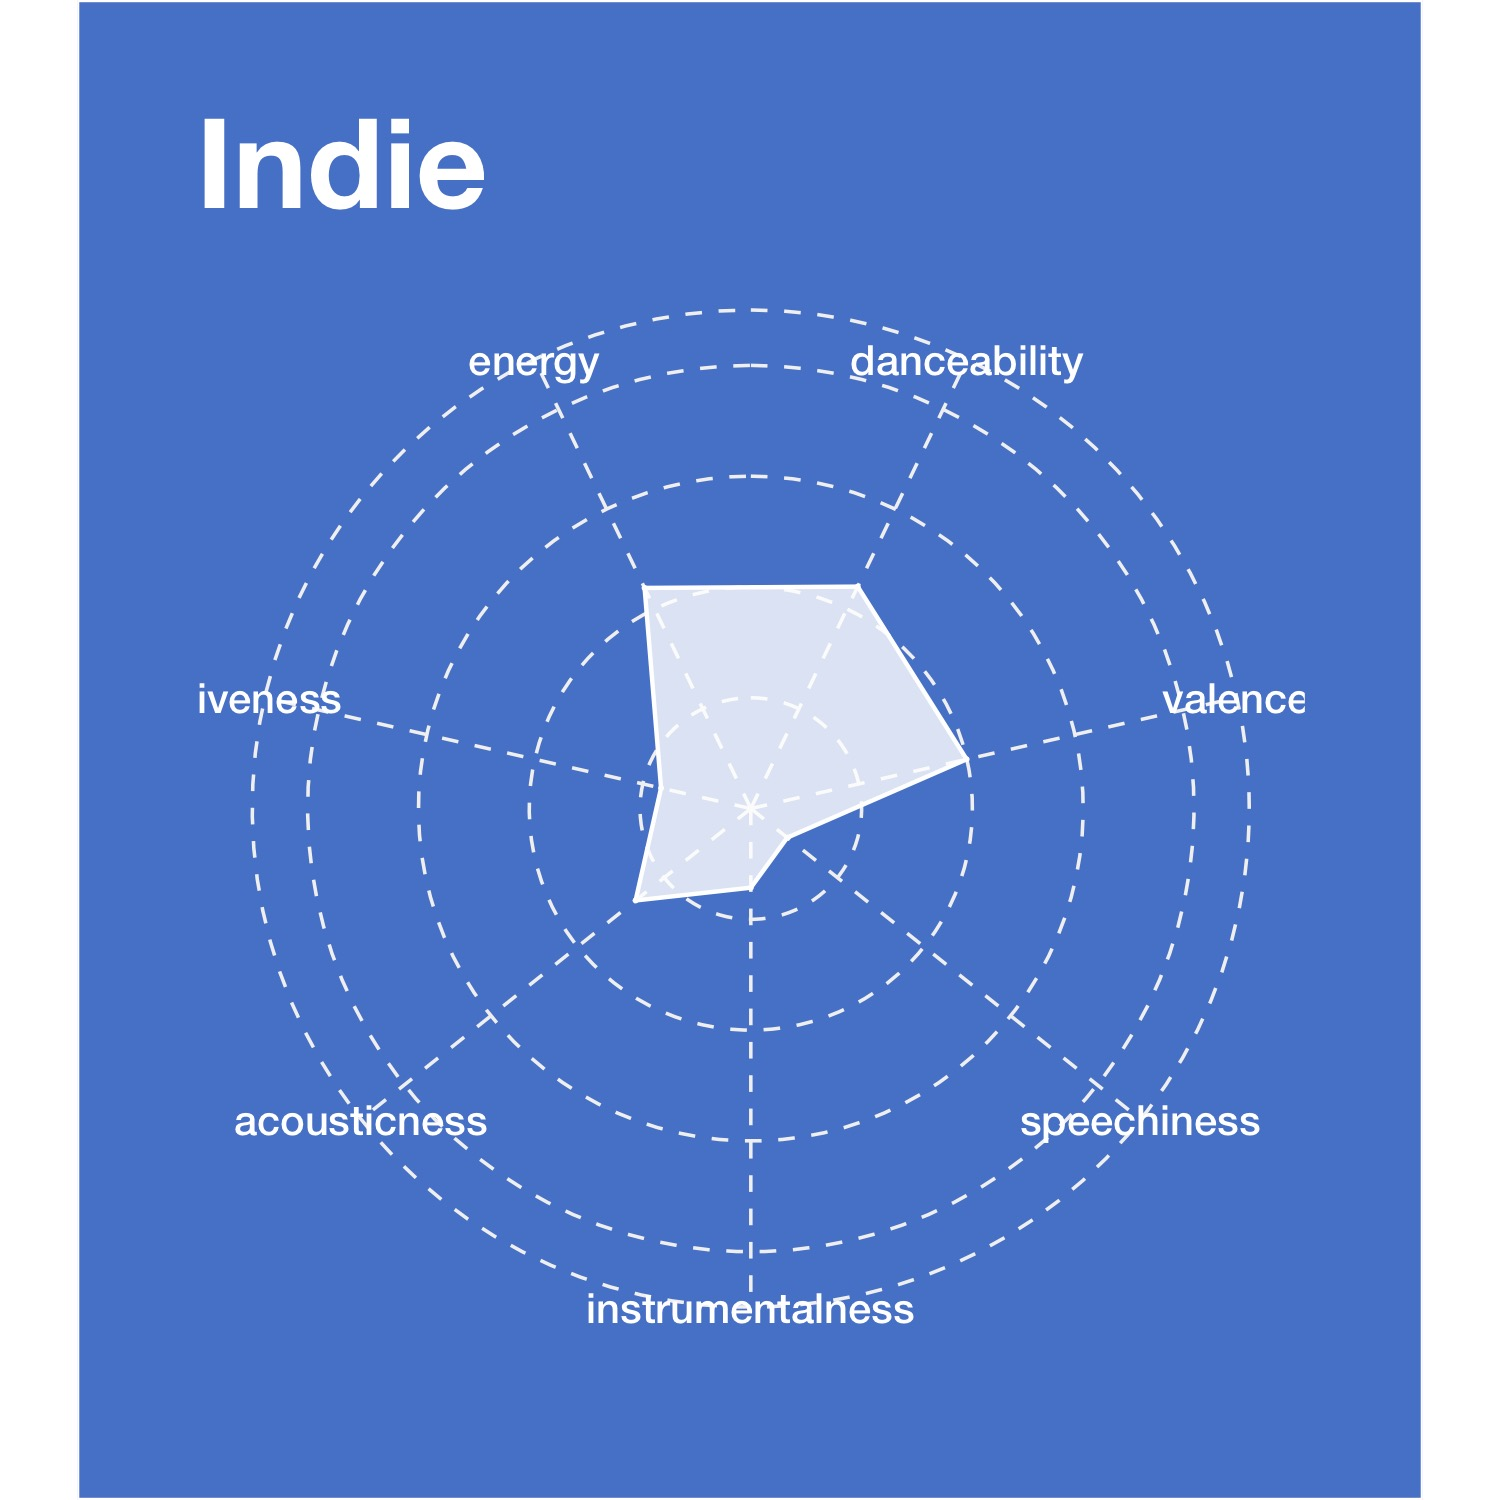 Indie
energy
danceability
iveness
valence
acousticness
speechiness
instrumentalness